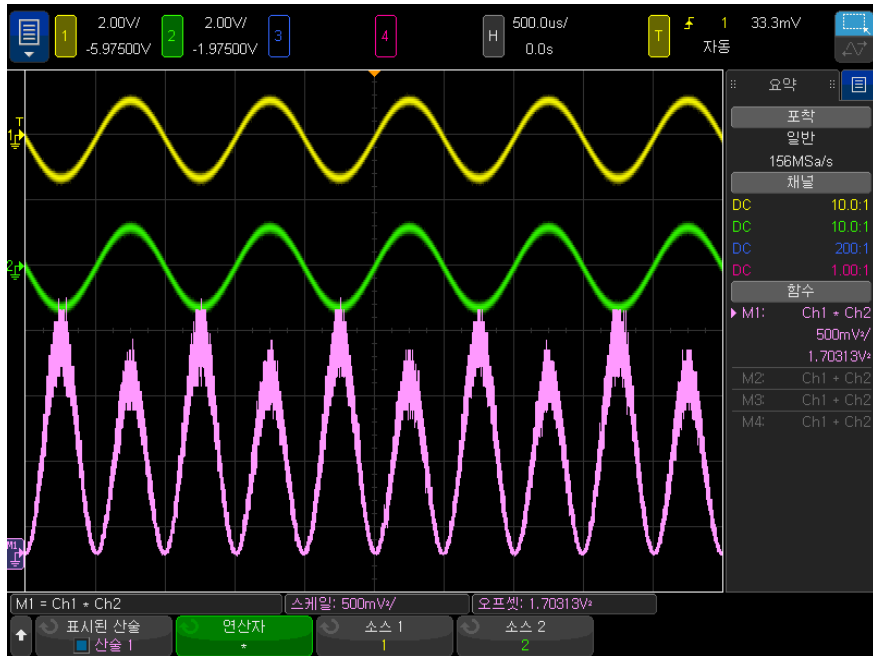 1 2.00V/ 2 2.00V/ 3 4 H 500.0us/ T 1 33.3mV
-5.97500V -1.97500V 0.0s 자동
요약
포착
일반
156MSa/s
채널
DC 10.0:1
DC 10.0:1
DC 200:1
DC 1.00:1
함수
M1: Ch1 * Ch2
500mV²/
1.70313V²
M2: Ch1 + Ch2
M3: Ch1 + Ch2
M4: Ch1 + Ch2
T
1
2
M1
M1 = Ch1 * Ch2 스케일: 500mV²/ 오프셋: 1.70313V²
표시된 산술 연산자 소스 1 소스 2
산술 1 * 1 2